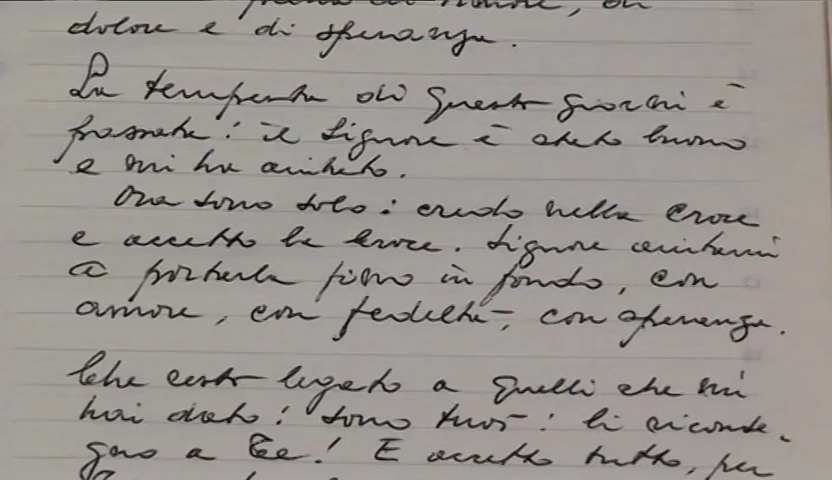 dolore e di speranza.
La tempesta di questi giorni è
passata: il Signore è stato buono
e mi ha aiutato.
Ora sono solo: credo nella Croce
e accetto la Croce. Signore aiutami
a portarla fino in fondo, con
amore, con fedeltà, con speranza.
Che resti legato a quelli che mi
hai dato! Sono tuoi! li riconse-
gno a Te! E accetto tutto, per